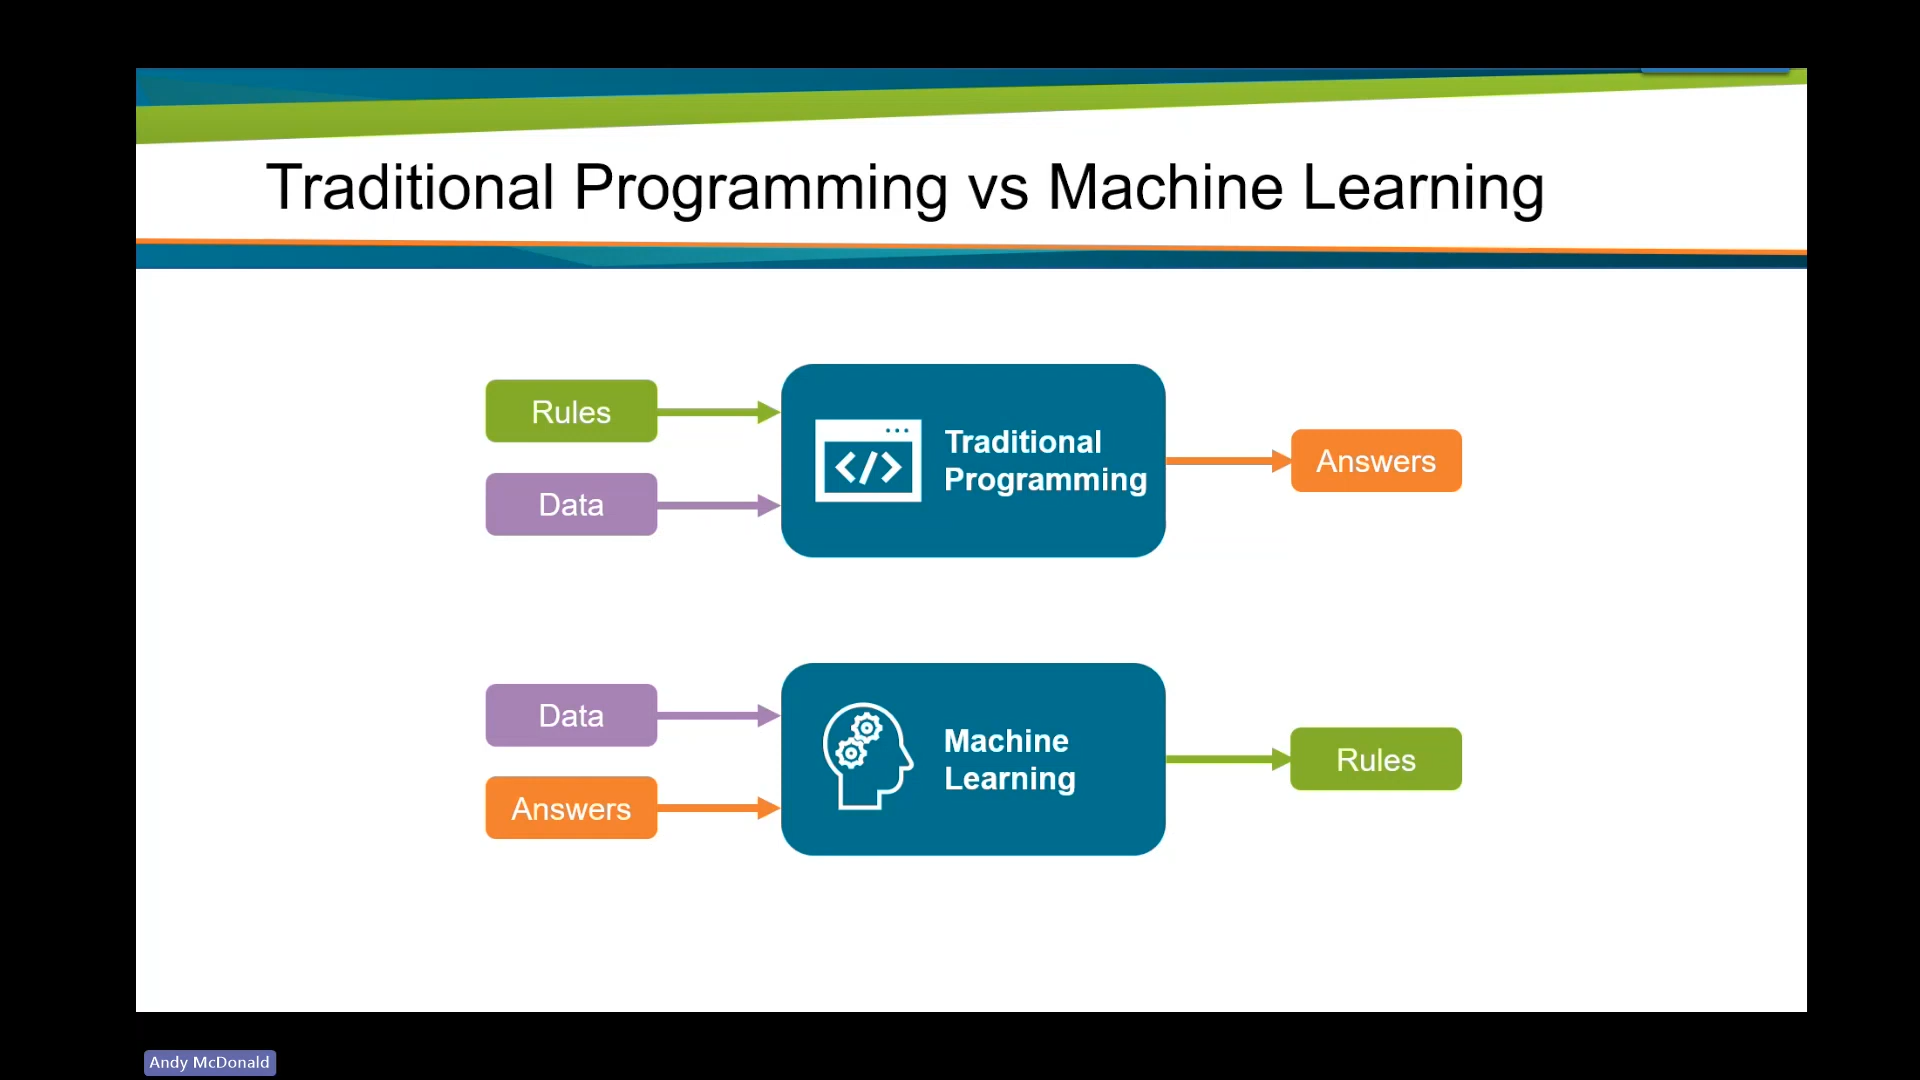 Traditional Programming vs Machine Learning
Rules
Data
</>
Traditional
Programming
Answers
Data
Answers
Machine
Learning
Rules
Andy McDonald